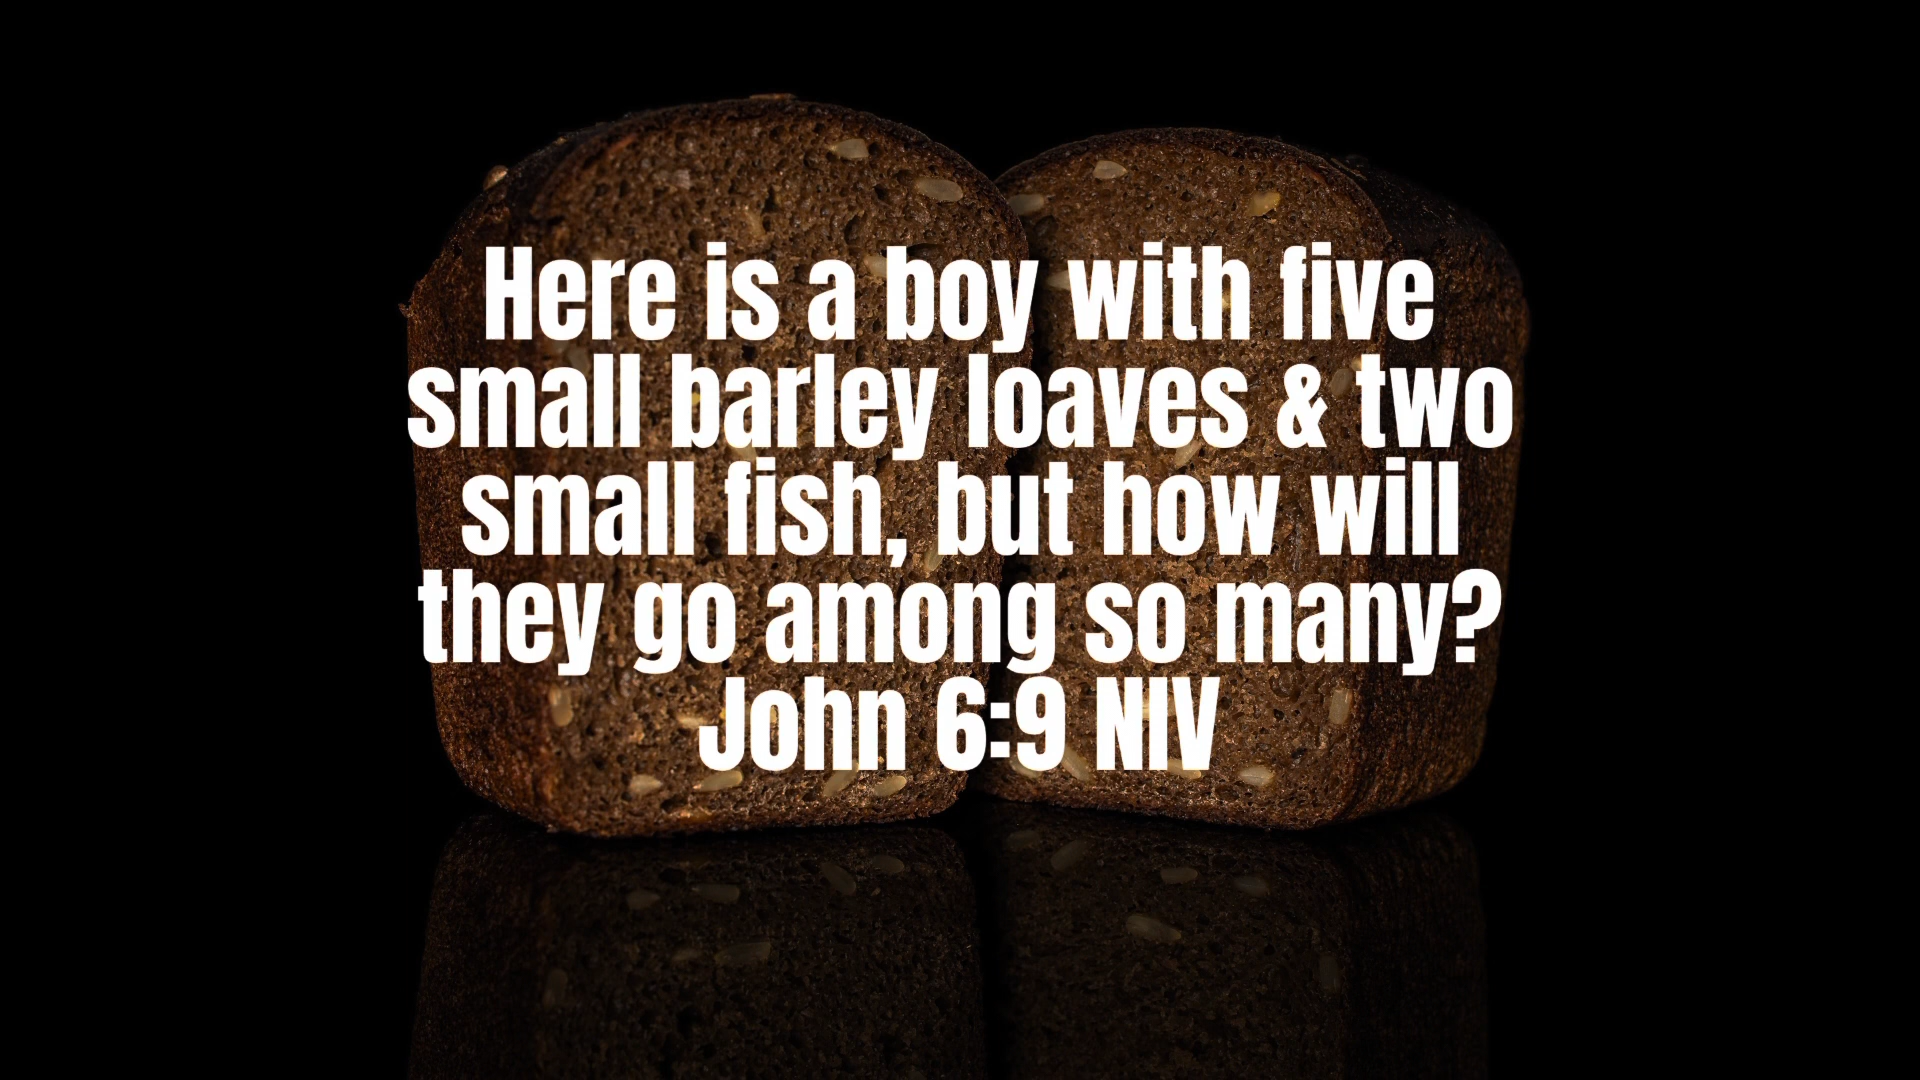 Here is a boy with five
small barley loaves & two
small fish, but how will
they go among so many?
John 6:9 NIV